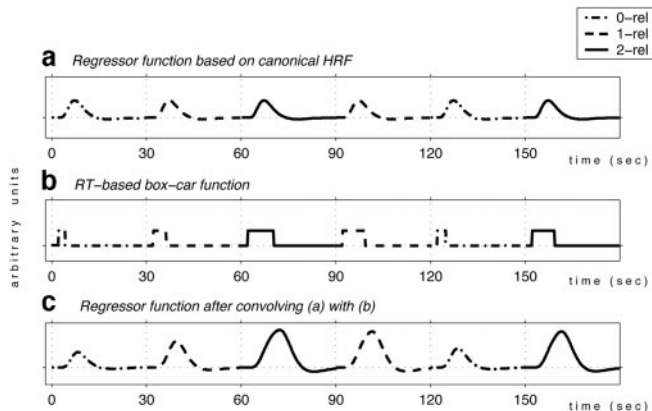 0-rel
1-rel
2-rel
a Regressor function based on canonical HRF
0 30 60 90 120 150 time (sec)
b RT-based box-car function
arbitrary units
0 30 60 90 120 150 time (sec)
c Regressor function after convolving (a) with (b)
0 30 60 90 120 150 time (sec)